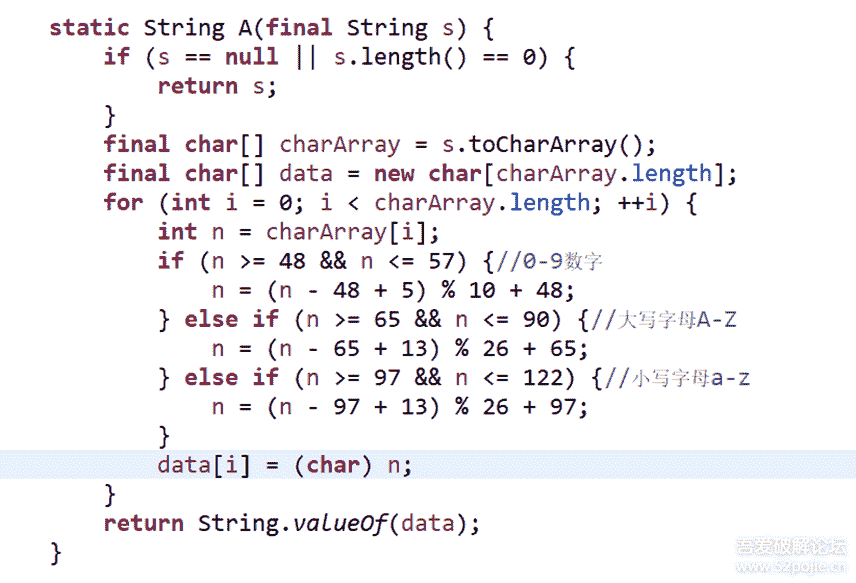 static String A(final String s) {
    if (s == null || s.length() == 0) {
        return s;
    }
    final char[] charArray = s.toCharArray();
    final char[] data = new char[charArray.length];
    for (int i = 0; i < charArray.length; ++i) {
        int n = charArray[i];
        if (n >= 48 && n <= 57) {//0-9数字
            n = (n - 48 + 5) % 10 + 48;
        } else if (n >= 65 && n <= 90) {//大写字母A-Z
            n = (n - 65 + 13) % 26 + 65;
        } else if (n >= 97 && n <= 122) {//小写字母a-z
            n = (n - 97 + 13) % 26 + 97;
        }
        data[i] = (char) n;
    }
    return String.valueOf(data);
}
吾爱破解论坛
www.52pojie.cn